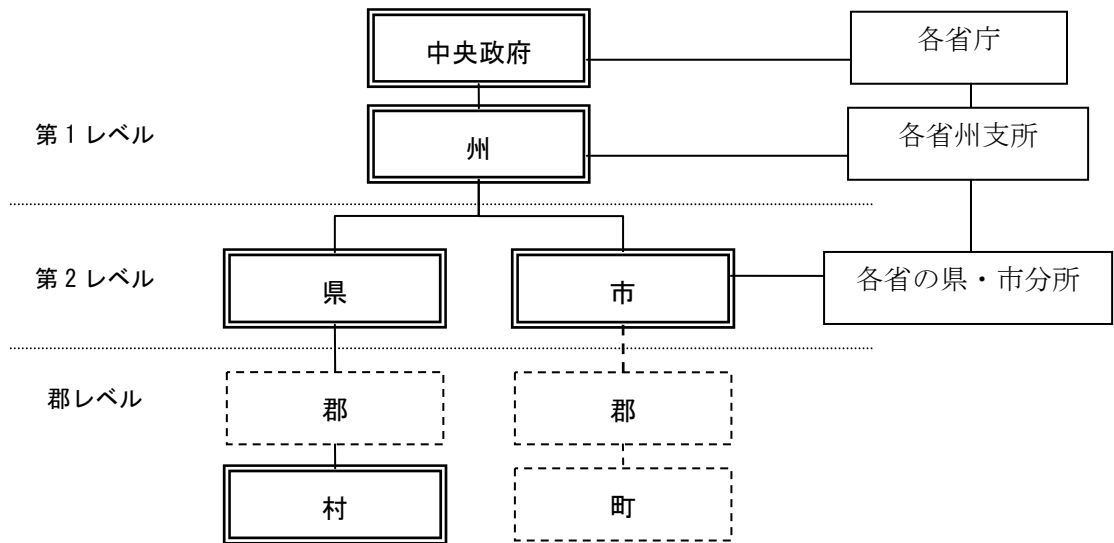 中央政府
各省庁
第1レベル
州
各省州支所
第2レベル
県
市
各省の県・市分所
郡レベル
郡
郡
村
町